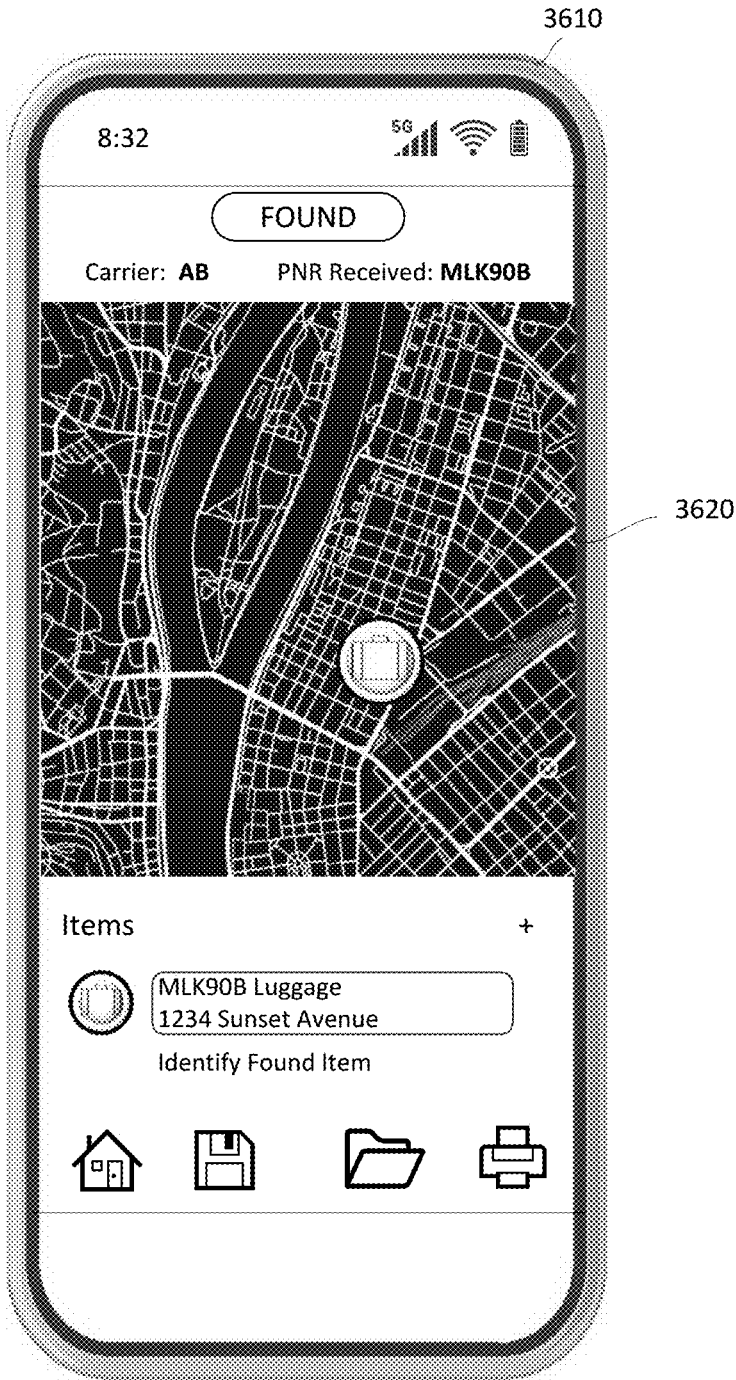 3610
8:32
5G
FOUND
Carrier: AB PNR Received: MLK90B
3620
Items +
MLK90B Luggage
1234 Sunset Avenue
Identify Found Item